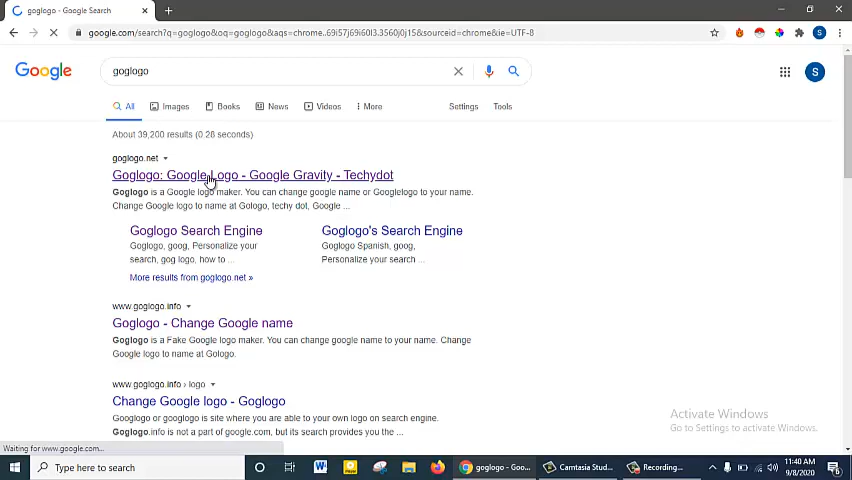 goglogo - Google Search
google.com/search?q=goglogo&oq=goglogo&aqs=chrome..69i57j0l3.3560j0j15&sourceid=chrome&ie=UTF-8
S
Google
goglogo
S
All Images Books News Videos More Settings Tools
About 39,200 results (0.28 seconds)
goglogo.net
Goglogo: Google Logo - Google Gravity - Techydot
Goglogo is a Google logo maker. You can change google name or Googlelogo to your name.
Change Google logo to name at Gologo, techy dot, Google ...
Goglogo Search Engine
Goglogo, goog, Personalize your
search, gog logo, how to ...
Goglogo's Search Engine
Goglogo Spanish, goog,
Personalize your search ...
More results from goglogo.net »
www.goglogo.info
Goglogo - Change Google name
Goglogo is a Fake Google logo maker. You can change google name to your name. Change
Google logo to name at Gologo.
www.goglogo.info › logo
Change Google logo - Goglogo
Googlogo or googlogo is site where you are able to your own logo on search engine.
Goglogo.info is not a part of google.com, but its search provides you the ...
Activate Windows
Go to Settings to activate Windows.
Waiting for www.google.com...
Type here to search
goglogo - Goo...
Camtasia Stud...
Recording...
11:40 AM
9/8/2020